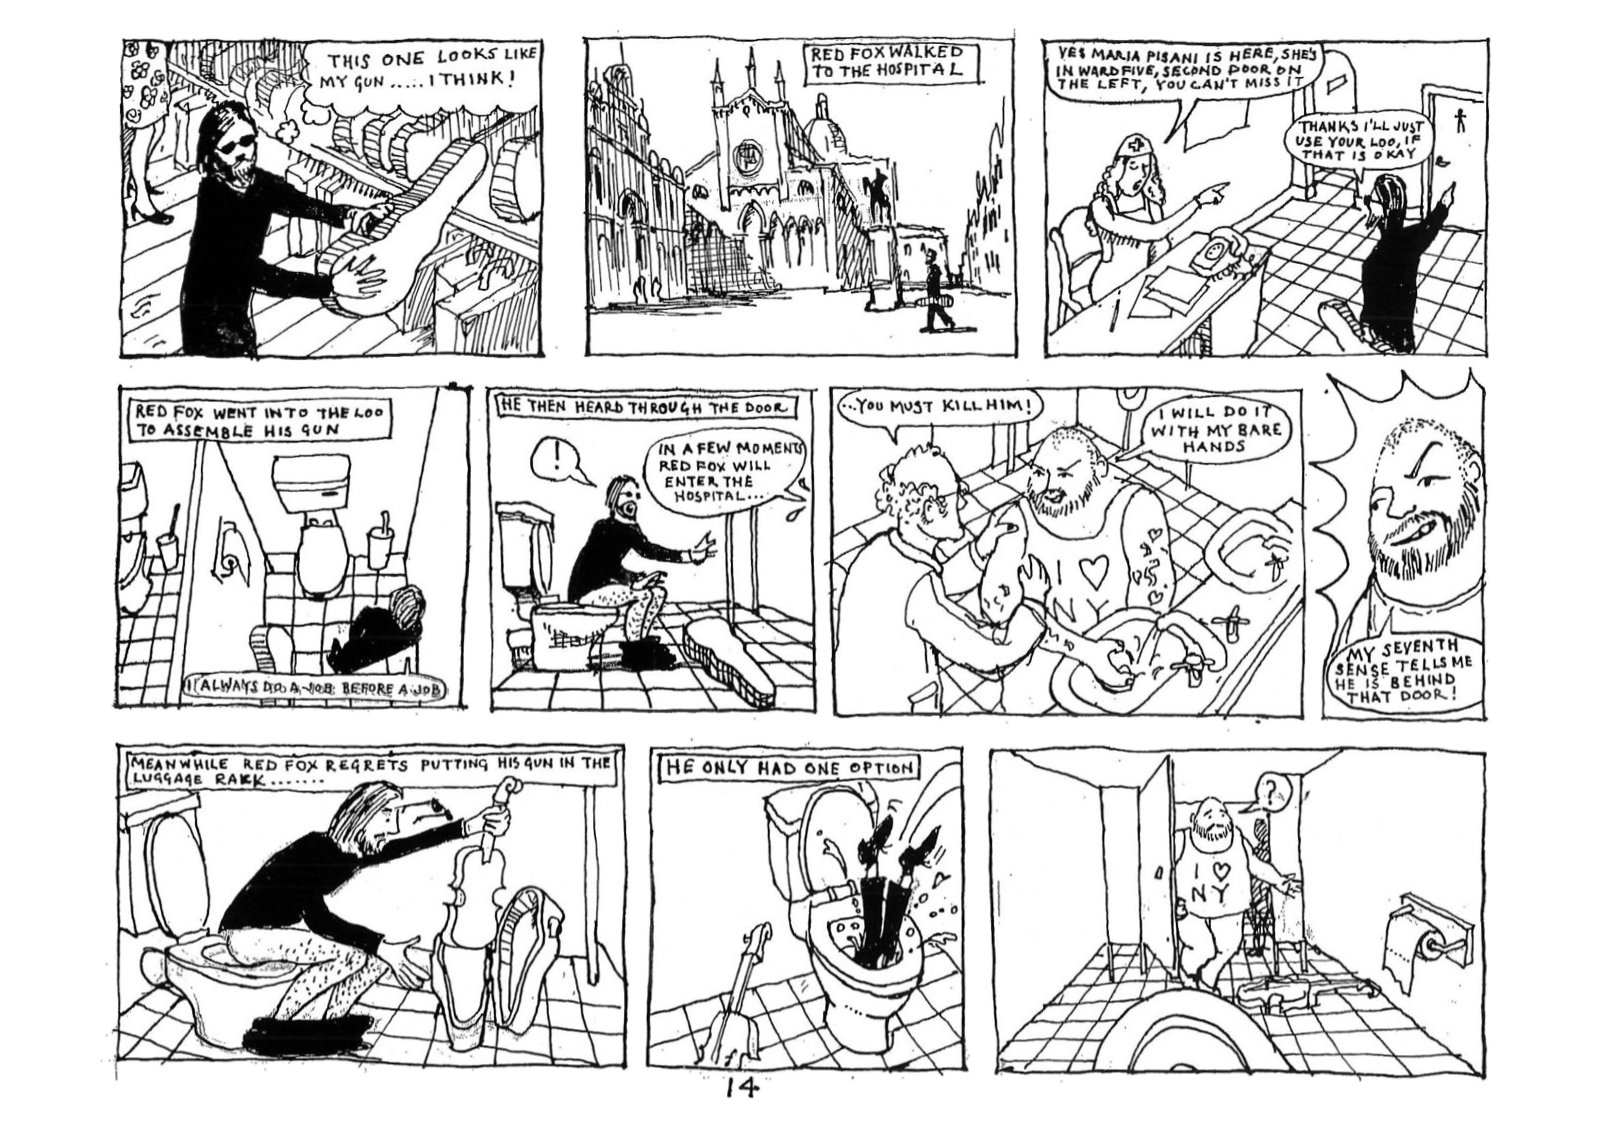 THIS ONE LOOKS LIKE
MY GUN ..... I THINK!
RED FOX WALKED
TO THE HOSPITAL
YES MARIA PISANI IS HERE, SHE'S
IN WARD FIVE, SECOND DOOR ON
THE LEFT, YOU CAN'T MISS IT
THANKS I'LL JUST
USE YOUR LOO, IF
THAT IS OKAY
RED FOX WENT INTO THE LOO
TO ASSEMBLE HIS GUN
I ALWAYS DO A JOB BEFORE A JOB
HE THEN HEARD THROUGH THE DOOR
!
IN A FEW MOMENTS
RED FOX WILL
ENTER THE
HOSPITAL...
...YOU MUST KILL HIM!
I WILL DO IT
WITH MY BARE
HANDS
I ♡
NY
MY SEVENTH
SENSE TELLS ME
HE IS BEHIND
THAT DOOR!
MEANWHILE RED FOX REGRETS PUTTING HIS GUN IN THE
LUGGAGE RAKK.......
HE ONLY HAD ONE OPTION
?
I ♡
NY
14